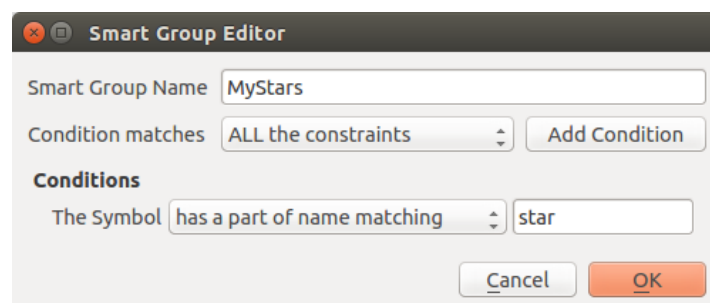 Smart Group Editor
Smart Group Name MyStars
Condition matches ALL the constraints Add Condition
Conditions
The Symbol has a part of name matching star
Cancel OK